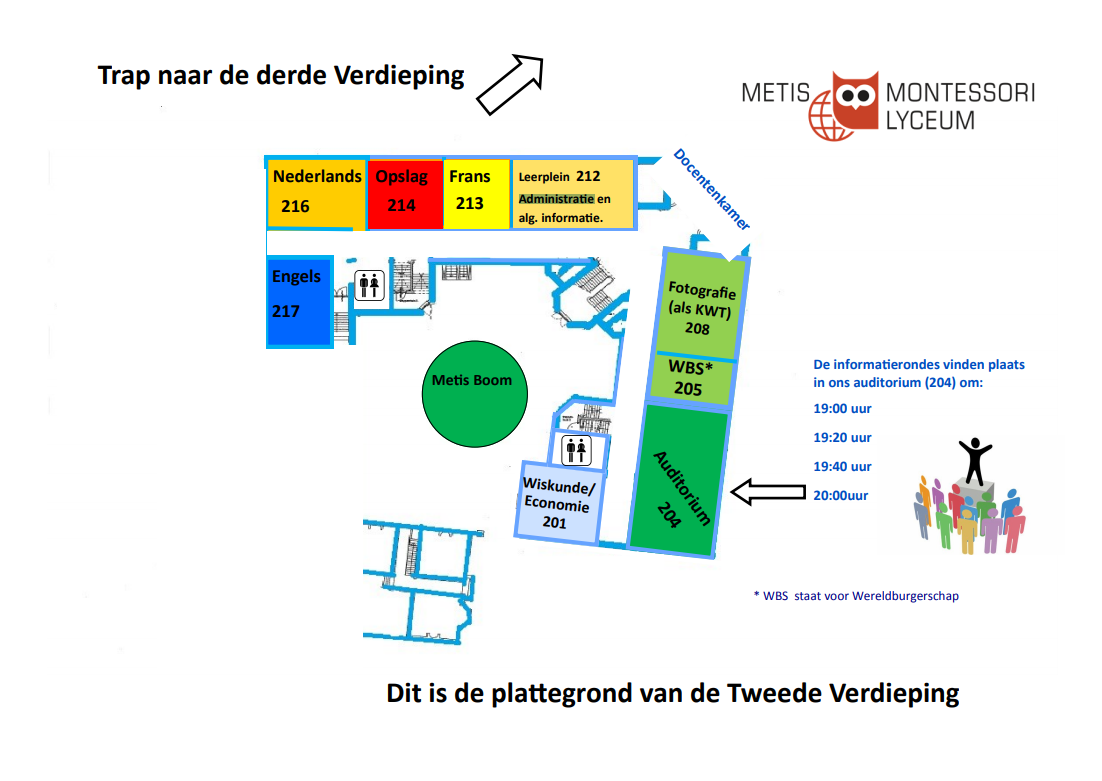 Trap naar de derde Verdieping
METIS MONTESSORI
LYCEUM
Docentenkamer
Nederlands
216
Opslag
214
Frans
213
Leerplein 212
Administratie en
alg. informatie.
Engels
217
Fotografie
(als KWT)
208
WBS*
205
Metis Boom
Auditorium
204
Wiskunde/
Economie
201
De informatierondes vinden plaats
in ons auditorium (204) om:
19:00 uur
19:20 uur
19:40 uur
20:00uur
* WBS staat voor Wereldburgerschap
Dit is de plattegrond van de Tweede Verdieping